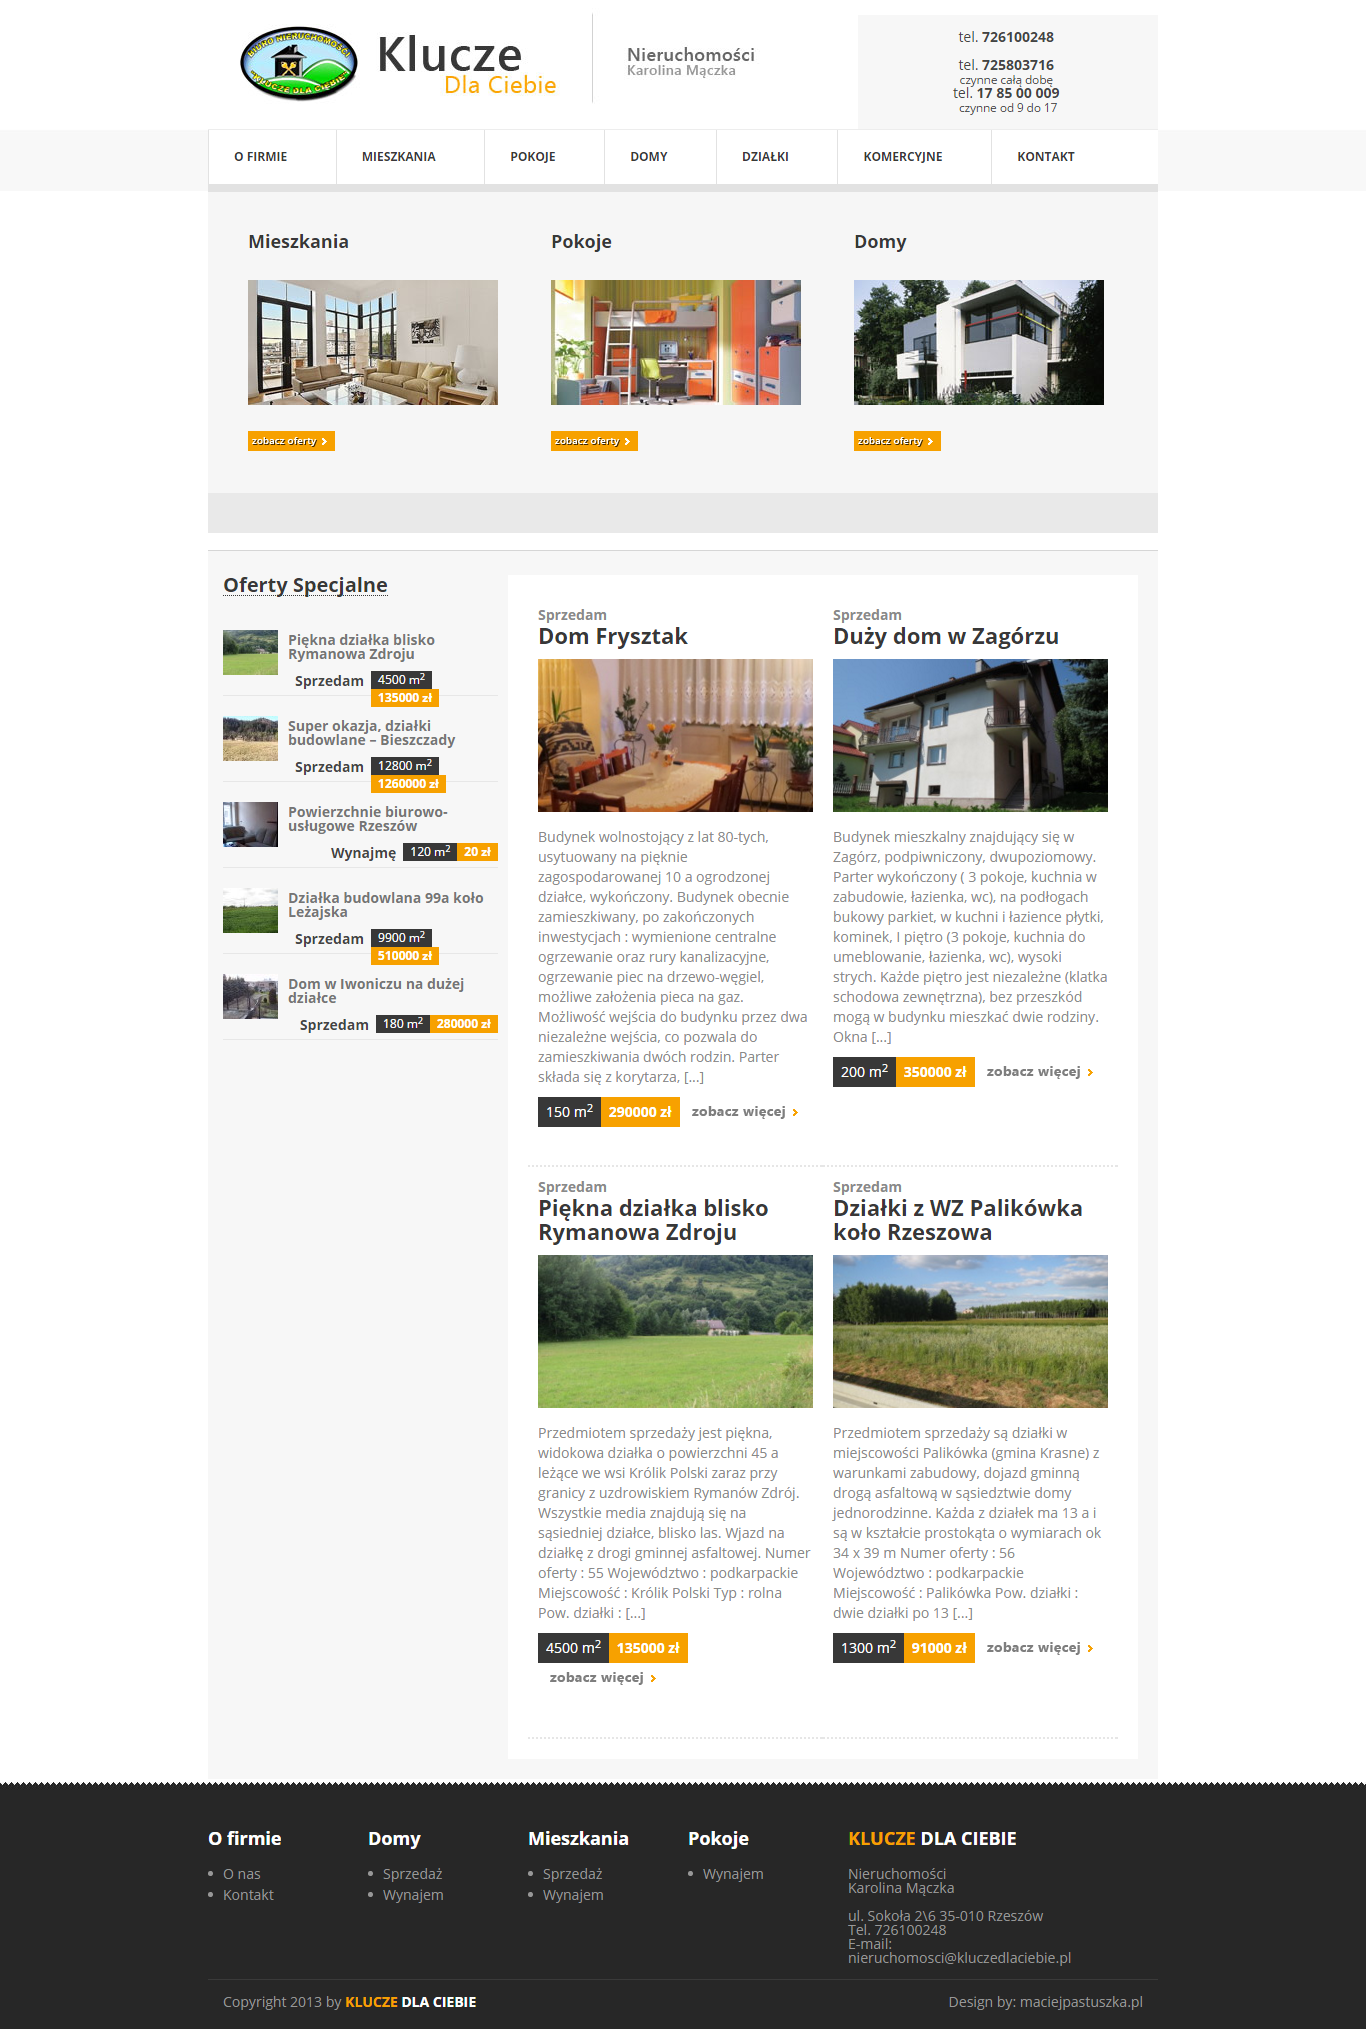 BIURO NIERUCHOMOŚCI
KLUCZE DLA CIEBIE
Klucze
Dla Ciebie
Nieruchomości
Karolina Mączka
tel. 726100248
tel. 725803716
czynne całą dobę
tel. 17 85 00 009
czynne od 9 do 17
O FIRMIE
MIESZKANIA
POKOJE
DOMY
DZIAŁKI
KOMERCYJNE
KONTAKT
Mieszkania
Pokoje
Domy
zobacz oferty
zobacz oferty
zobacz oferty
Oferty Specjalne
Piękna działka blisko
Rymanowa Zdroju
Sprzedam 4500 m²
135000 zł
Super okazja, działki
budowlane – Bieszczady
Sprzedam 12800 m²
1260000 zł
Powierzchnie biurowo-
usługowe Rzeszów
Wynajmę 120 m² 20 zł
Działka budowlana 99a koło
Leżajska
Sprzedam 9900 m²
510000 zł
Dom w Iwoniczu na dużej
działce
Sprzedam 180 m² 280000 zł
Sprzedam
Dom Frysztak
Budynek wolnostojący z lat 80-tych,
usytuowany na pięknie
zagospodarowanej 10 a ogrodzonej
działce, wykończony. Budynek obecnie
zamieszkiwany, po zakończonych
inwestycjach : wymienione centralne
ogrzewanie oraz rury kanalizacyjne,
ogrzewanie piec na drzewo-węgiel,
możliwe założenia pieca na gaz.
Możliwość wejścia do budynku przez dwa
niezależne wejścia, co pozwala do
zamieszkiwania dwóch rodzin. Parter
składa się z korytarza, [...]
150 m² 290000 zł zobacz więcej
Sprzedam
Duży dom w Zagórzu
Budynek mieszkalny znajdujący się w
Zagórz, podpiwniczony, dwupoziomowy.
Parter wykończony ( 3 pokoje, kuchnia w
zabudowie, łazienka, wc), na podłogach
bukowy parkiet, w kuchni i łazience płytki,
kominek, I piętro (3 pokoje, kuchnia do
umeblowanie, łazienka, wc), wysoki
strych. Każde piętro jest niezależne (klatka
schodowa zewnętrzna), bez przeszkód
mogą w budynku mieszkać dwie rodziny.
Okna [...]
200 m² 350000 zł zobacz więcej
Sprzedam
Piękna działka blisko
Rymanowa Zdroju
Przedmiotem sprzedaży jest piękna,
widokowa działka o powierzchni 45 a
leżące we wsi Królik Polski zaraz przy
granicy z uzdrowiskiem Rymanów Zdrój.
Wszystkie media znajdują się na
sąsiedniej działce, blisko las. Wjazd na
działkę z drogi gminnej asfaltowej. Numer
oferty : 55 Województwo : podkarpackie
Miejscowość : Królik Polski Typ : rolna
Pow. działki : [...]
4500 m² 135000 zł
zobacz więcej
Sprzedam
Działki z WZ Palikówka
koło Rzeszowa
Przedmiotem sprzedaży są działki w
miejscowości Palikówka (gmina Krasne) z
warunkami zabudowy, dojazd gminną
drogą asfaltową w sąsiedztwie domy
jednorodzinne. Każda z działek ma 13 a i
są w kształcie prostokąta o wymiarach ok
34 x 39 m Numer oferty : 56
Województwo : podkarpackie
Miejscowość : Palikówka Pow. działki :
dwie działki po 13 [...]
1300 m² 91000 zł zobacz więcej
O firmie
O nas
Kontakt
Domy
Sprzedaż
Wynajem
Mieszkania
Sprzedaż
Wynajem
Pokoje
Wynajem
KLUCZE DLA CIEBIE
Nieruchomości
Karolina Mączka
ul. Sokoła 2\6 35-010 Rzeszów
Tel. 726100248
E-mail:
nieruchomosci@kluczedlaciebie.pl
Copyright 2013 by KLUCZE DLA CIEBIE
Design by: maciejpastuszka.pl